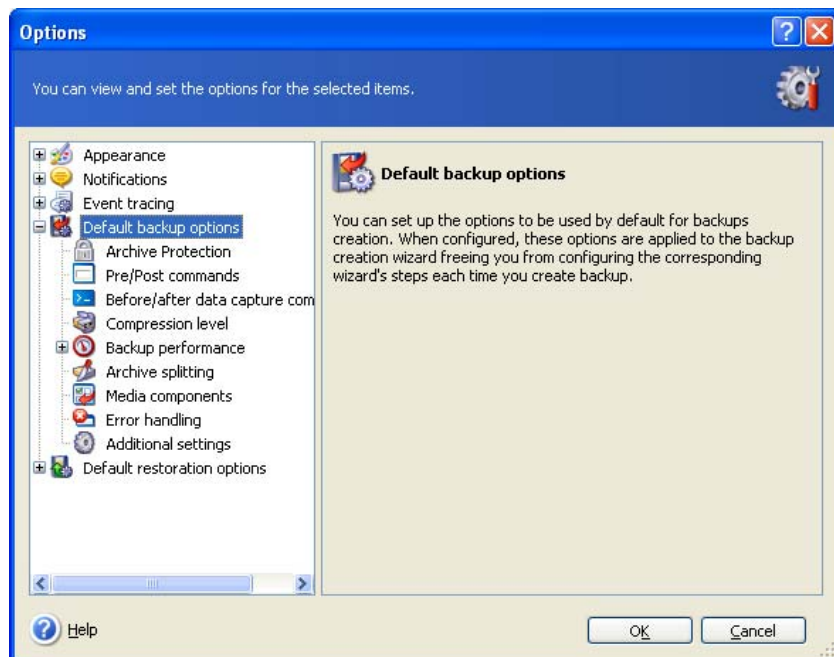 Options
You can view and set the options for the selected items.
Appearance
Notifications
Event tracing
Default backup options
Archive Protection
Pre/Post commands
Before/after data capture com
Compression level
Backup performance
Archive splitting
Media components
Error handling
Additional settings
Default restoration options
Default backup options
You can set up the options to be used by default for backups
creation. When configured, these options are applied to the backup
creation wizard freeing you from configuring the corresponding
wizard's steps each time you create backup.
Help
OK
Cancel